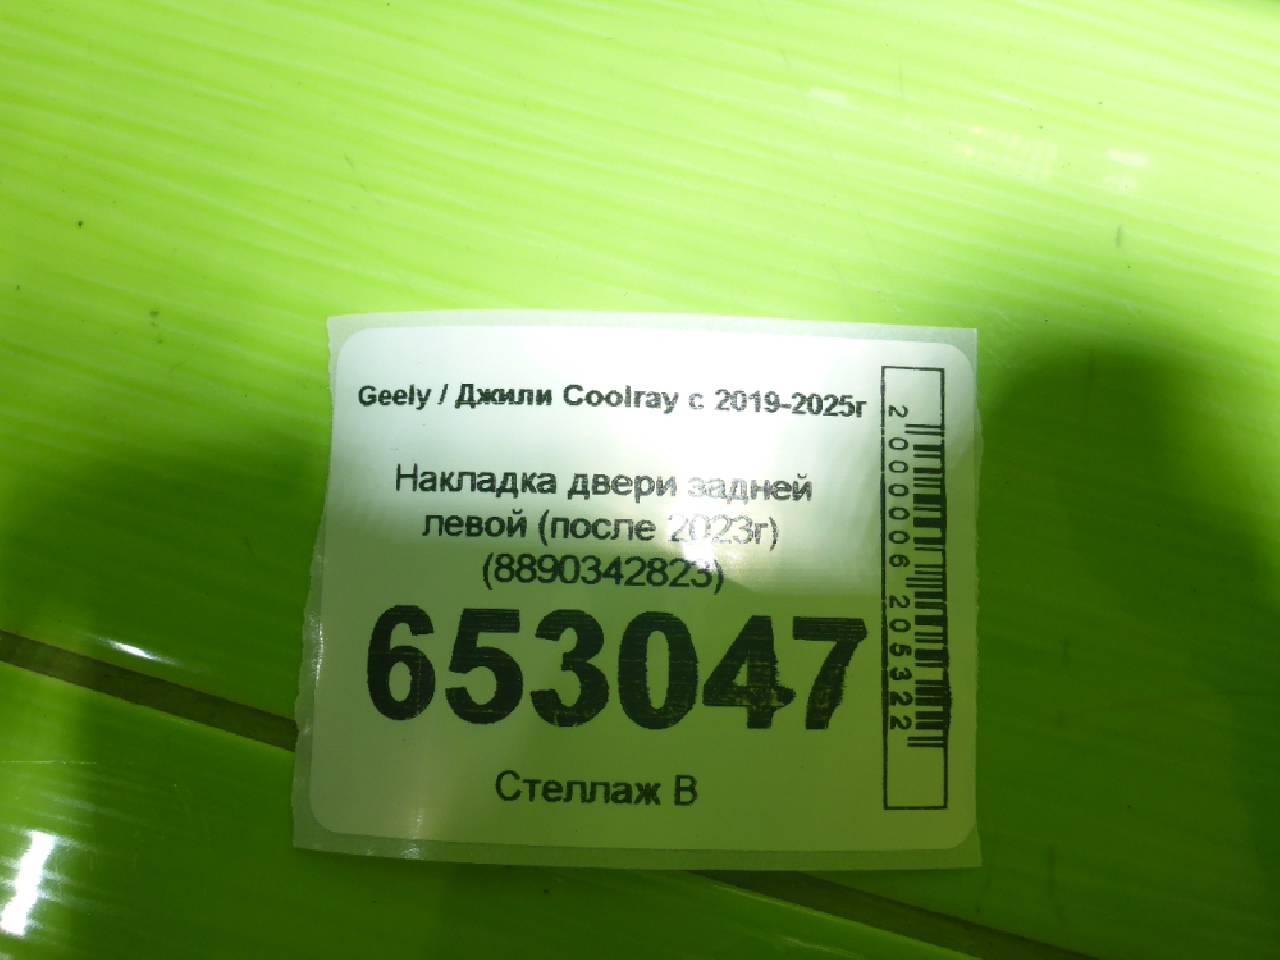 Geely / Джили Coolray с 2019-2025г
Накладка двери задней
левой (после 2023г)
(8890342823)
653047
Стеллаж В
2000006205322